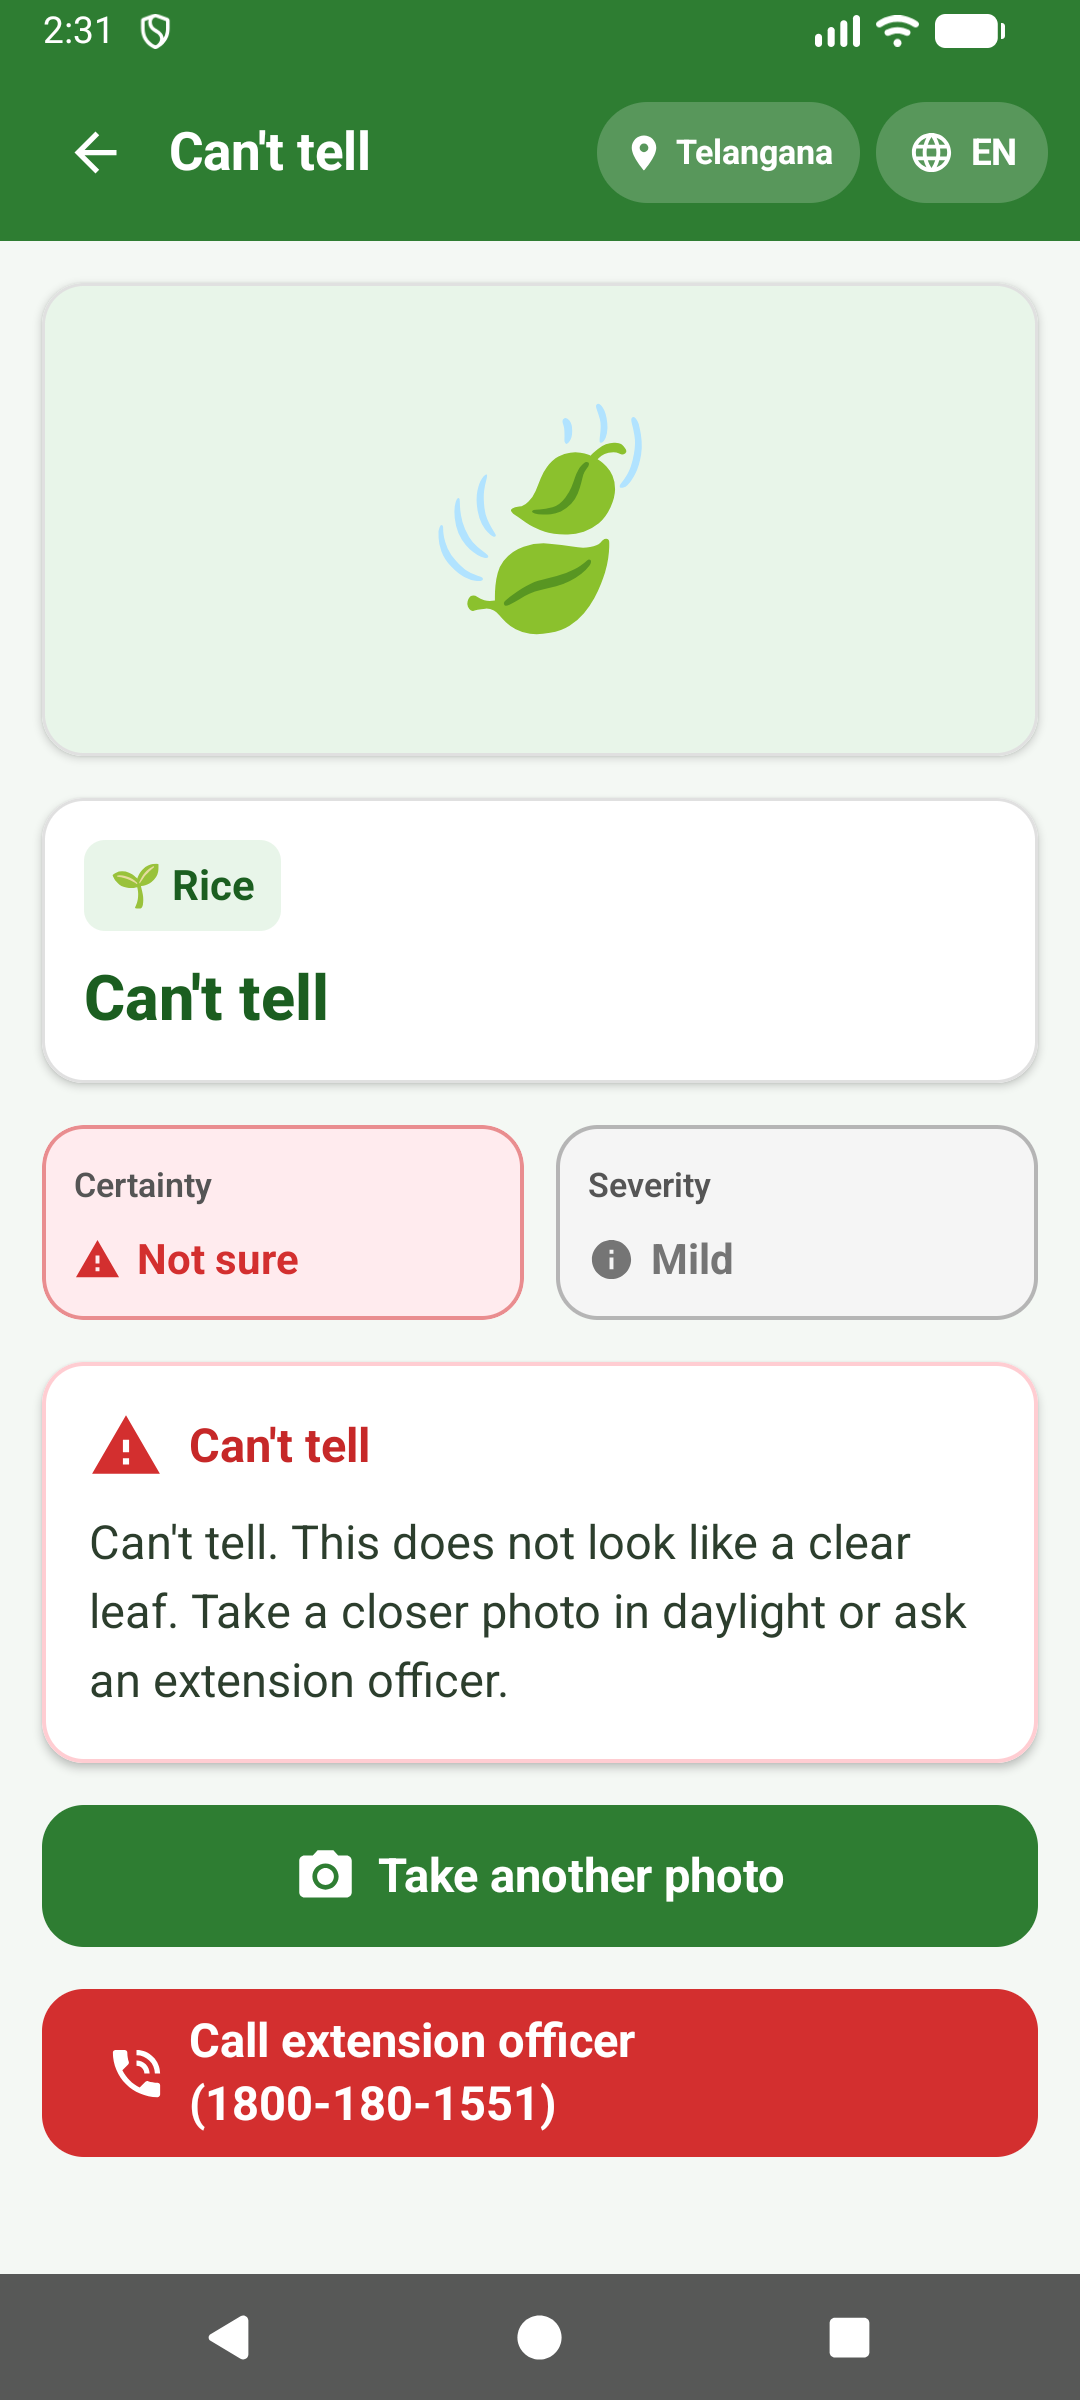 2:31
Can't tell
Telangana
EN
Rice
Can't tell
Certainty
Not sure
Severity
Mild
Can't tell
Can't tell. This does not look like a clear
leaf. Take a closer photo in daylight or ask
an extension officer.
Take another photo
Call extension officer
(1800-180-1551)